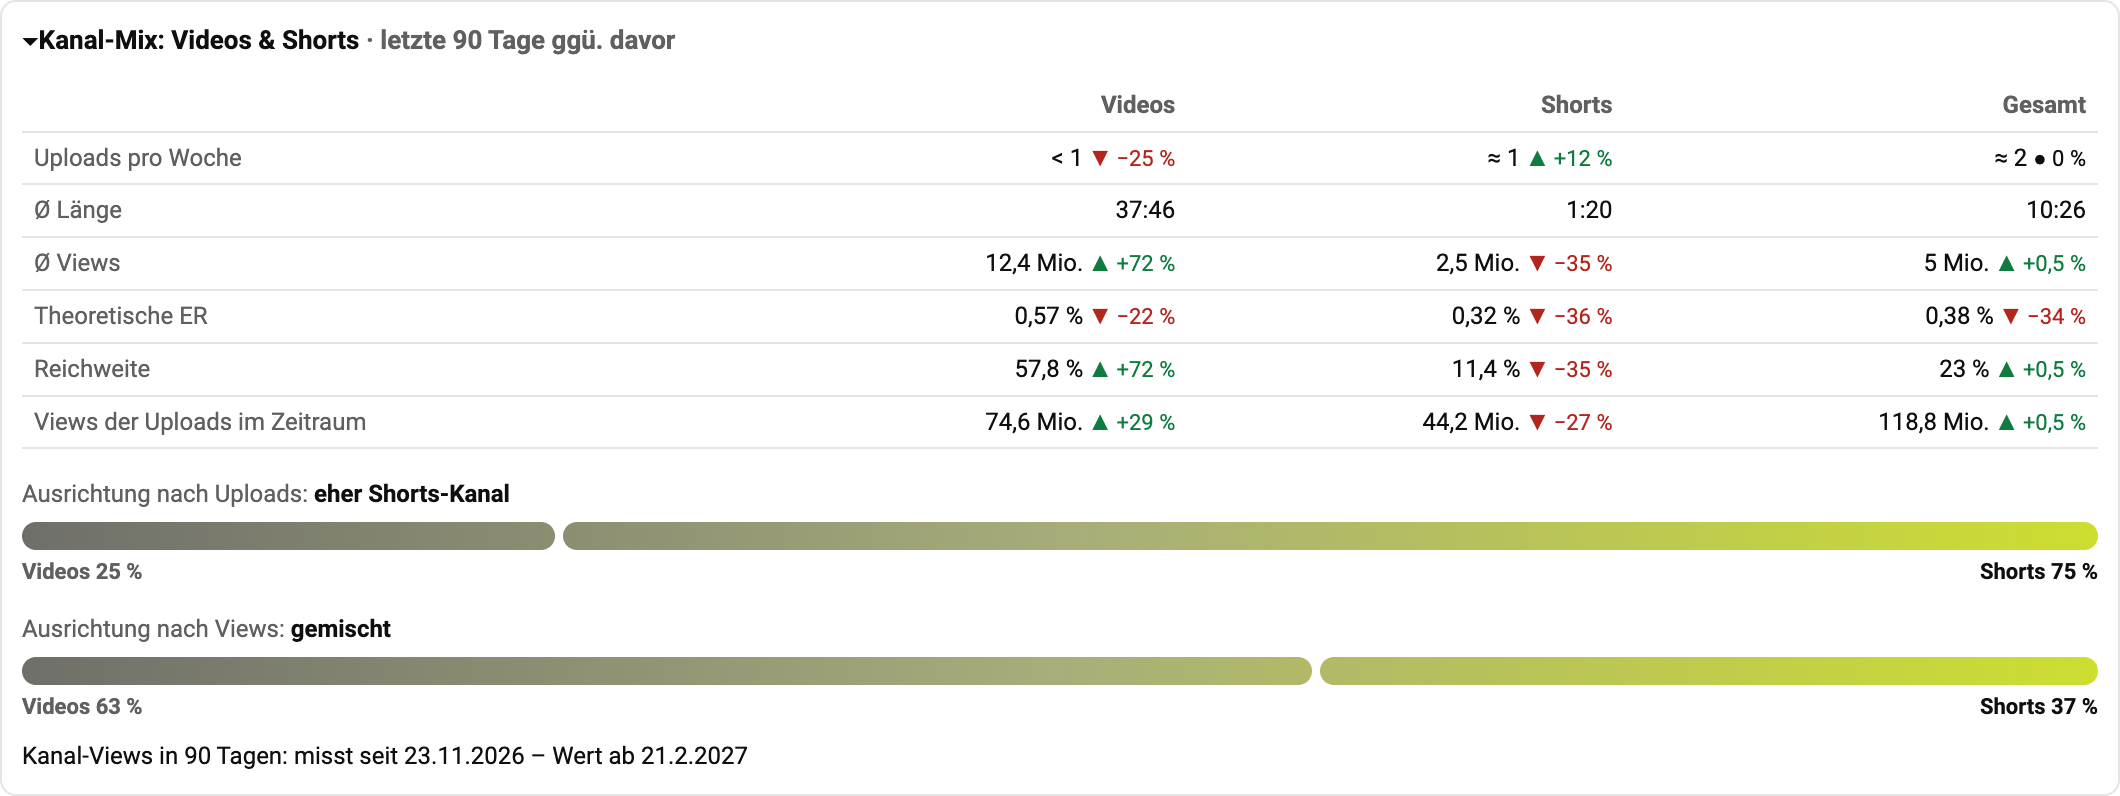 Kanal-Mix: Videos & Shorts · letzte 90 Tage ggü. davor
Videos Shorts Gesamt
Uploads pro Woche < 1 ▼ −25 % ≈ 1 ▲ +12 % ≈ 2 ● 0 %
Ø Länge 37:46 1:20 10:26
Ø Views 12,4 Mio. ▲ +72 % 2,5 Mio. ▼ −35 % 5 Mio. ▲ +0,5 %
Theoretische ER 0,57 % ▼ −22 % 0,32 % ▼ −36 % 0,38 % ▼ −34 %
Reichweite 57,8 % ▲ +72 % 11,4 % ▼ −35 % 23 % ▲ +0,5 %
Views der Uploads im Zeitraum 74,6 Mio. ▲ +29 % 44,2 Mio. ▼ −27 % 118,8 Mio. ▲ +0,5 %
Ausrichtung nach Uploads: eher Shorts-Kanal
Videos 25 % Shorts 75 %
Ausrichtung nach Views: gemischt
Videos 63 % Shorts 37 %
Kanal-Views in 90 Tagen: misst seit 23.11.2026 – Wert ab 21.2.2027